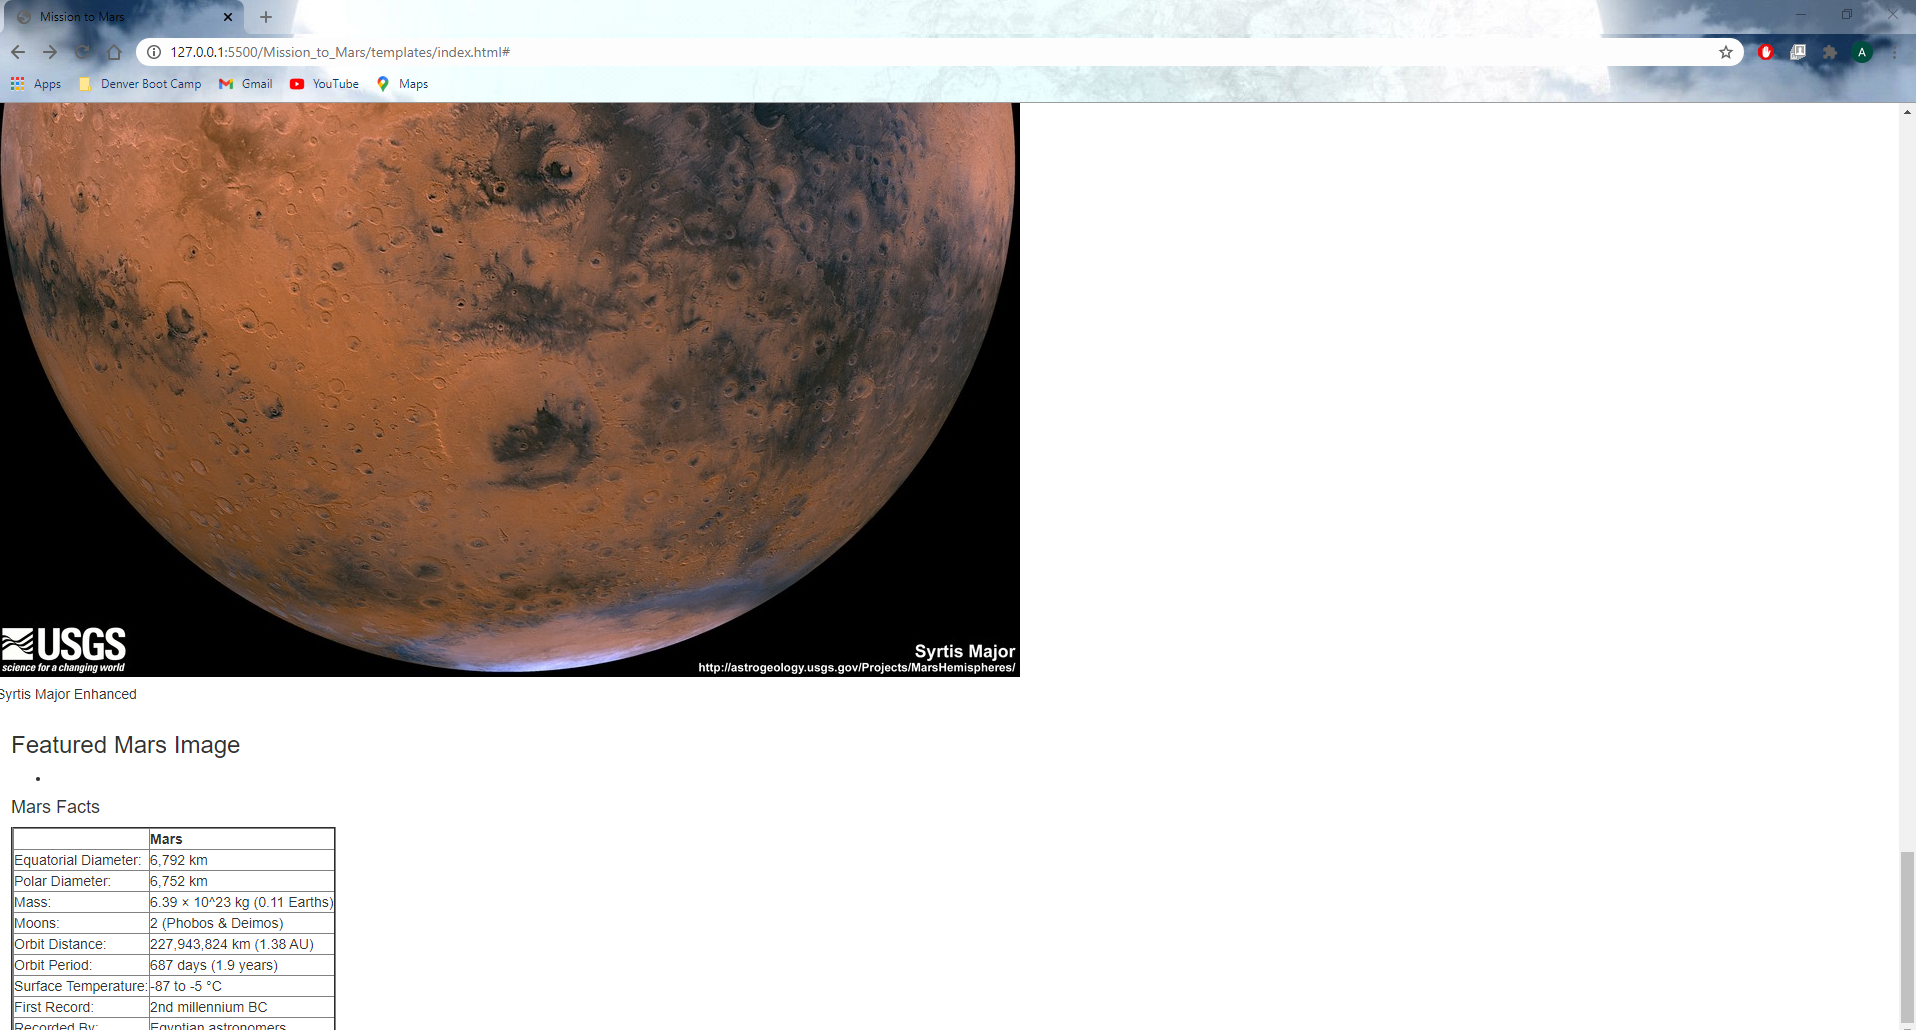 Mission to Mars
127.0.0.1:5500/Mission_to_Mars/templates/index.html#
A
Apps Denver Boot Camp Gmail YouTube Maps
USGS
science for a changing world
Syrtis Major
http://astrogeology.usgs.gov/Projects/MarsHemispheres/
Syrtis Major Enhanced
Featured Mars Image
Mars Facts
Mars
Equatorial Diameter: 6,792 km
Polar Diameter: 6,752 km
Mass: 6.39 × 10^23 kg (0.11 Earths)
Moons: 2 (Phobos & Deimos)
Orbit Distance: 227,943,824 km (1.38 AU)
Orbit Period: 687 days (1.9 years)
Surface Temperature: -87 to -5 °C
First Record: 2nd millennium BC
Recorded By: Egyptian astronomers